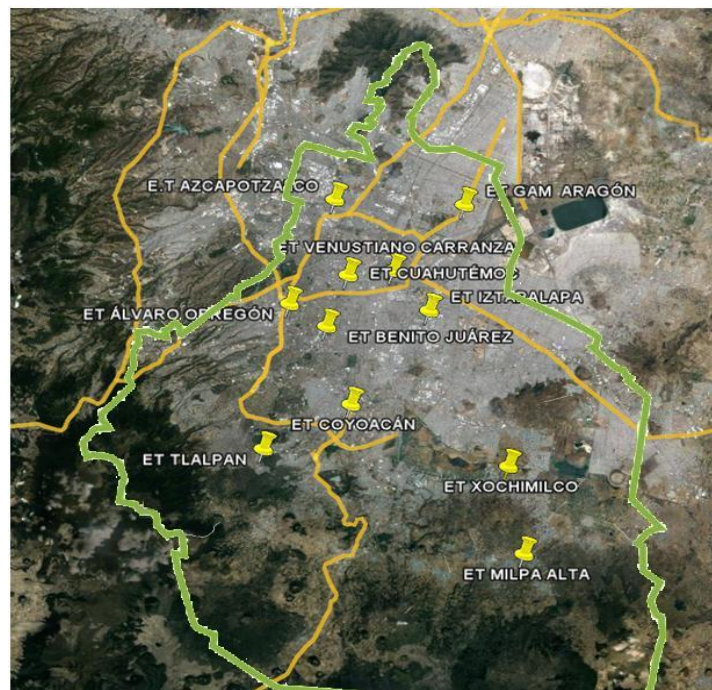 E.T AZCAPOTZALCO
ET GAM ARAGÓN
ET VENUSTIANO CARRANZA
ET CUAHUTÉMOC
ET IZTAPALAPA
ET ÁLVARO OBREGÓN
ET BENITO JUÁREZ
ET COYOACÁN
ET TLALPAN
ET XOCHIMILCO
ET MILPA ALTA